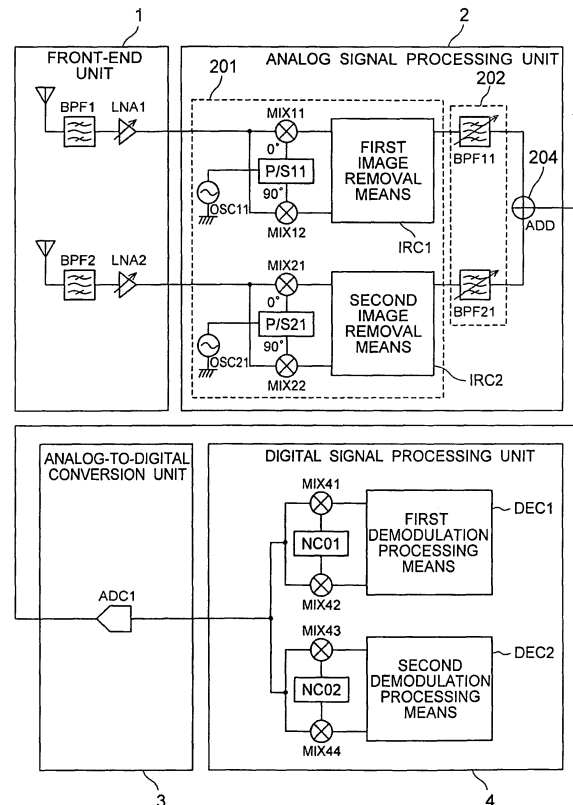 1
2
FRONT-END
UNIT
201
ANALOG SIGNAL PROCESSING UNIT
202
BPF1
LNA1
MIX11
0°
P/S11
90°
OSC11
MIX12
FIRST
IMAGE
REMOVAL
MEANS
IRC1
BPF11
204
ADD
BPF2
LNA2
MIX21
0°
P/S21
90°
OSC21
MIX22
SECOND
IMAGE
REMOVAL
MEANS
IRC2
BPF21
ANALOG-TO-DIGITAL
CONVERSION UNIT
DIGITAL SIGNAL PROCESSING UNIT
ADC1
MIX41
NC01
MIX42
FIRST
DEMODULATION
PROCESSING
MEANS
DEC1
MIX43
NC02
MIX44
SECOND
DEMODULATION
PROCESSING
MEANS
DEC2
3
4